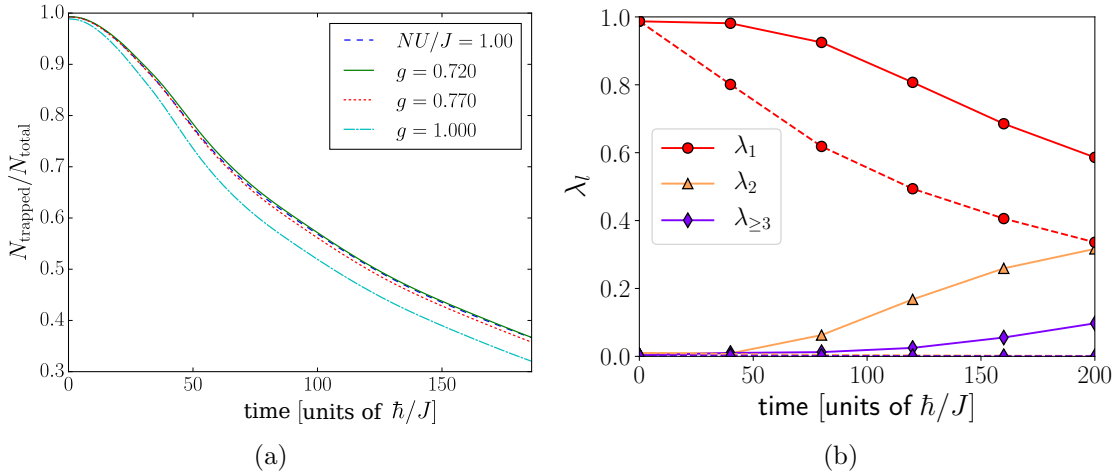 1.0
0.9
0.8
0.7
0.6
0.5
0.4
0.3
N_trapped/N_total
NU/J = 1.00
g = 0.720
g = 0.770
g = 1.000
0
50
100
150
time [units of ħ/J]
(a)
1.0
0.8
0.6
0.4
0.2
0.0
λ_l
λ_1
λ_2
λ_≥3
0
50
100
150
200
time [units of ħ/J]
(b)